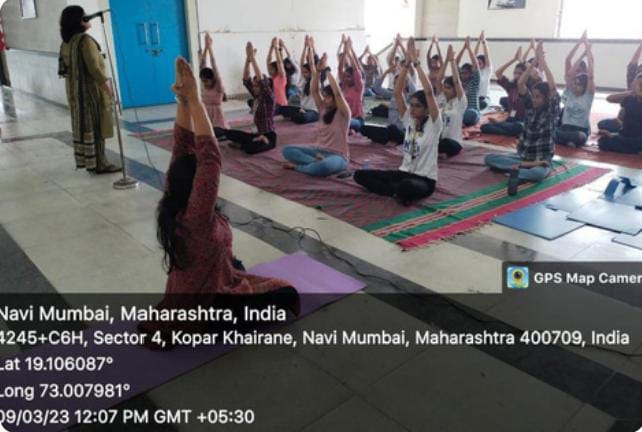 GPS Map Camer
Navi Mumbai, Maharashtra, India
4245+C6H, Sector 4, Kopar Khairane, Navi Mumbai, Maharashtra 400709, India
Lat 19.106087°
Long 73.007981°
09/03/23 12:07 PM GMT +05:30